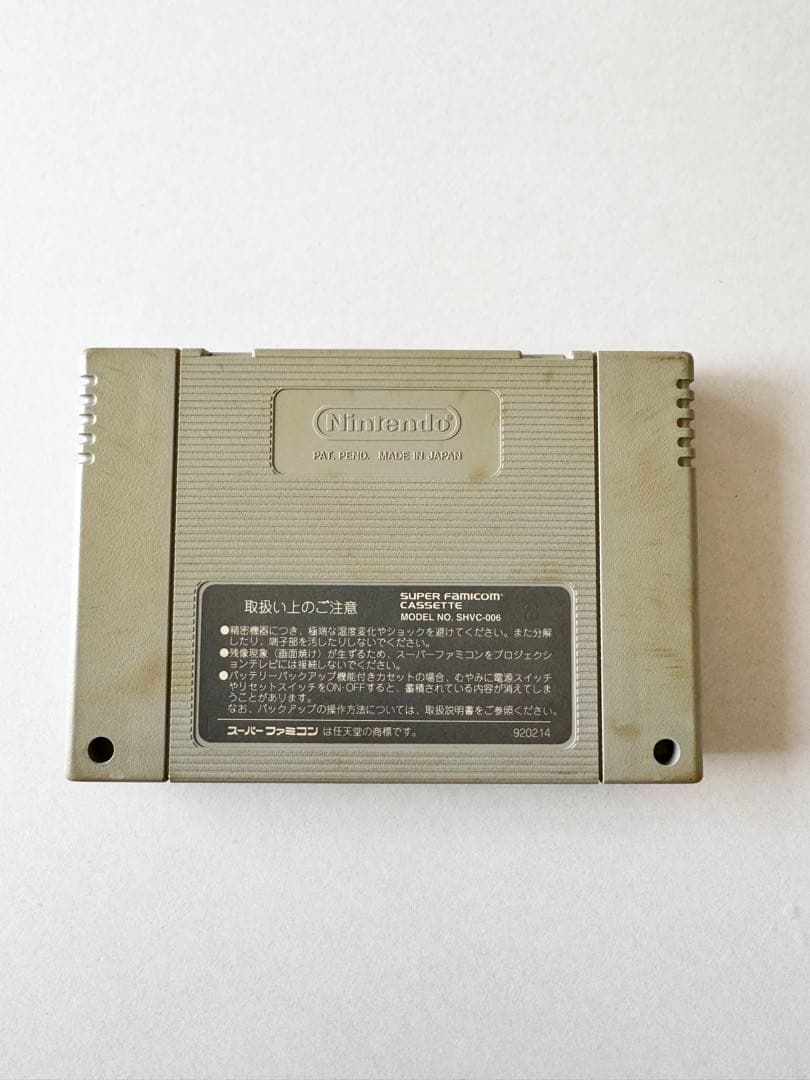 Nintendo®
PAT. PEND. MADE IN JAPAN
取扱い上のご注意
SUPER FAMICOM®
CASSETTE
MODEL NO. SHVC-006
●精密機器につき、極端な温度変化やショックを避けてください。また分解
したり、端子部を汚したりしないでください。
●残像現象(画面焼け)が生ずるため、スーパーファミコンをプロジェクシ
ョンテレビには接続しないでください。
●バッテリーバックアップ機能付きカセットの場合、むやみに電源スイッチ
やリセットスイッチをON・OFFすると、蓄積されている内容が消えてしま
うことがあります。
なお、バックアップの操作方法については、取扱説明書をご参照ください。
スーパーファミコンは任天堂の商標です。
920214